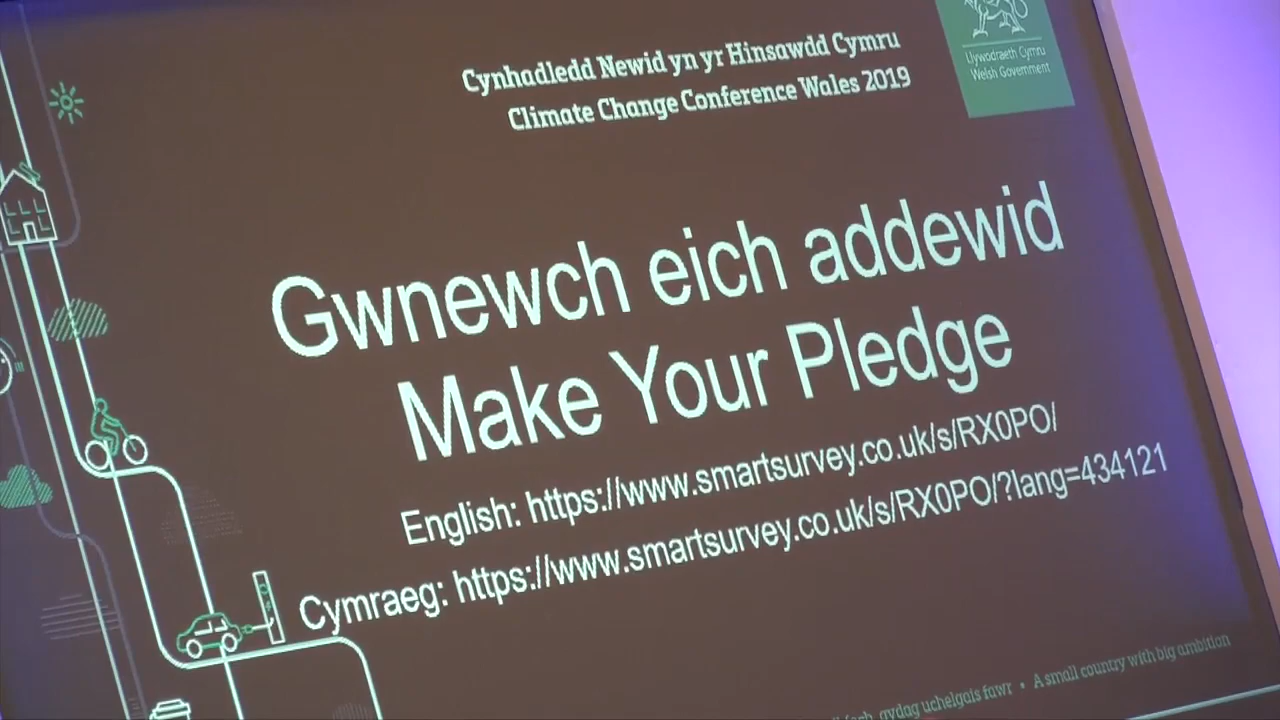 Cynhadledd Newid yn yr Hinsawdd Cymru
Climate Change Conference Wales 2019
Llywodraeth Cymru
Welsh Government
Gwnewch eich addewid
Make Your Pledge
English: https://www.smartsurvey.co.uk/s/RX0PO/
Cymraeg: https://www.smartsurvey.co.uk/s/RX0PO/?lang=434121
gydag uchelgais fawr • A small country with big ambition